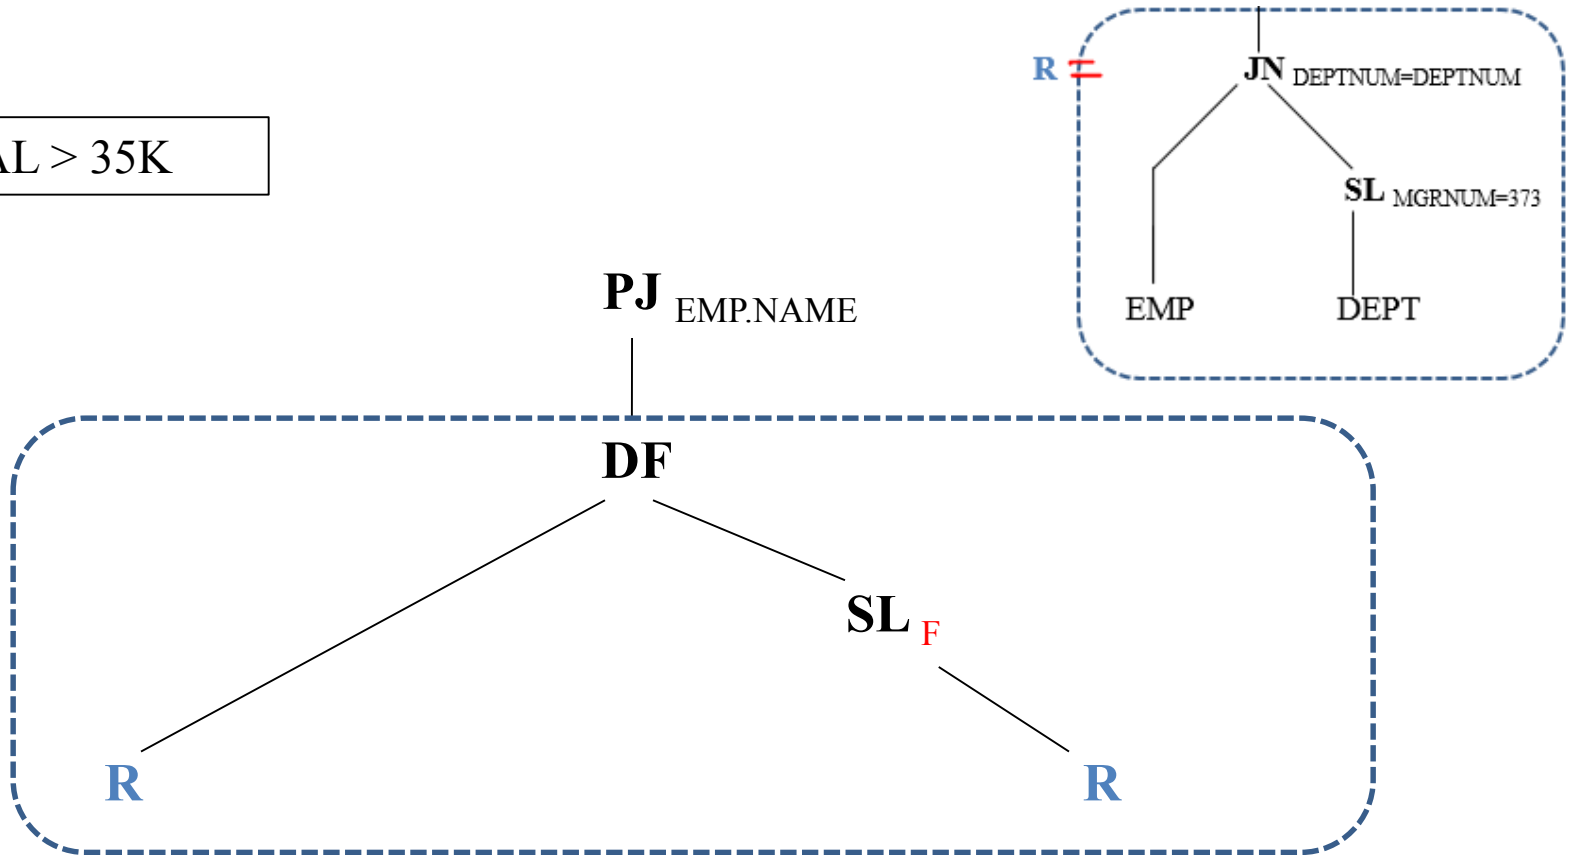 R = JN DEPTNUM=DEPTNUM
AL > 35K
SL MGRNUM=373
EMP DEPT
PJ EMP.NAME
DF
SL F
R R